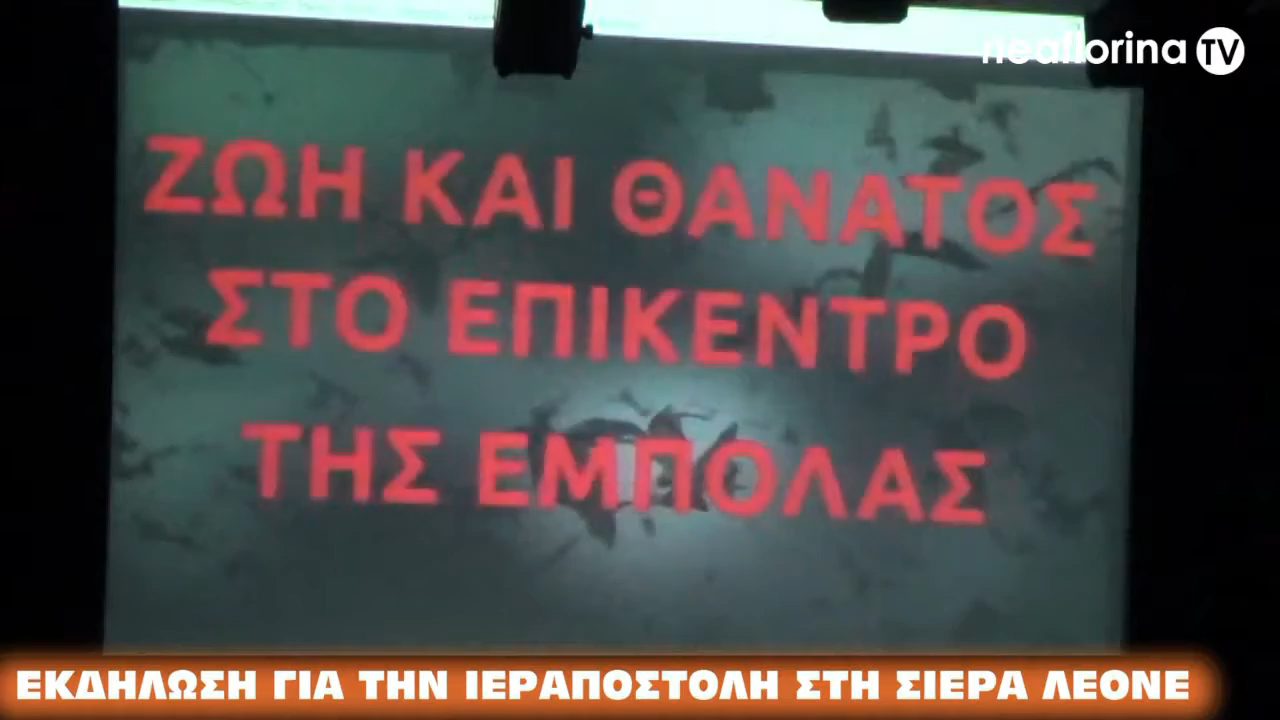 neaflorina TV
ΖΩΗ ΚΑΙ ΘΑΝΑΤΟΣ
ΣΤΟ ΕΠΙΚΕΝΤΡΟ
ΤΗΣ ΕΜΠΟΛΑΣ
ΕΚΔΗΛΩΣΗ ΓΙΑ ΤΗΝ ΙΕΡΑΠΟΣΤΟΛΗ ΣΤΗ ΣΙΕΡΑ ΛΕΟΝΕ